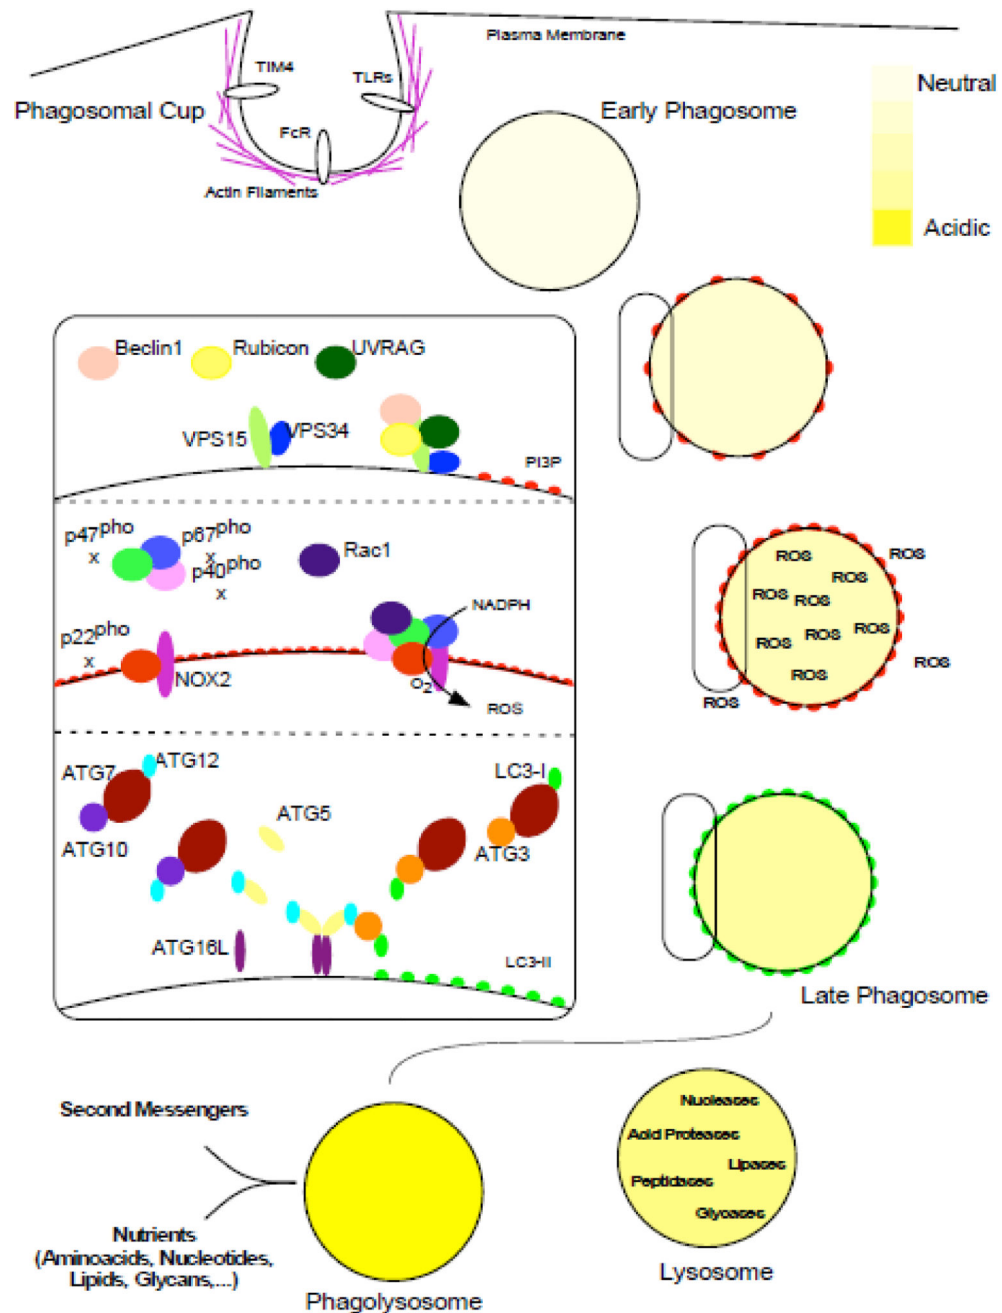 Plasma Membrane
TIM4
TLRs
Neutral
Phagosomal Cup
Early Phagosome
FcR
Actin Filaments
Acidic
Beclin1
Rubicon
UVRAG
VPS15
VPS34
PI3P
p47pho
x
p67pho
x
p40pho
x
Rac1
NADPH
p22pho
x
NOX2
O2
ROS
ROS
ROS
ROS
ROS
ROS
ROS
ROS
ROS
ROS
ROS
ROS
ATG7
ATG12
LC3-I
ATG5
ATG10
ATG3
ATG16L
LC3-II
Late Phagosome
Second Messengers
Nucleases
Acid Proteases
Lipases
Peptidases
Glycases
Nutrients
(Aminoacids, Nucleotides,
Lipids, Glycans,...)
Lysosome
Phagolysosome